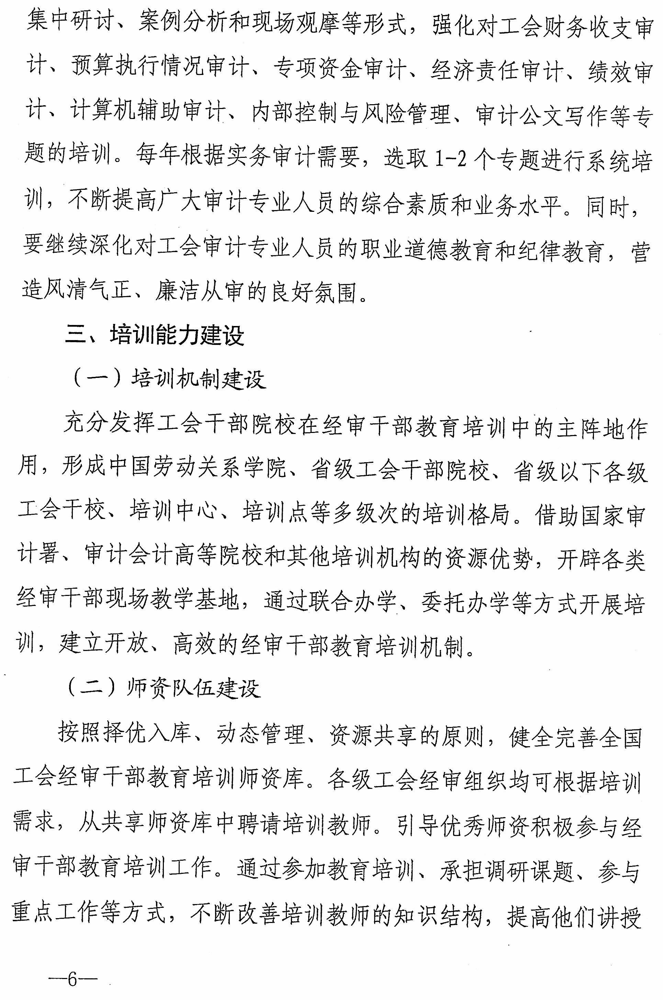 集中研讨、案例分析和现场观摩等形式，强化对工会财务收支审
计、预算执行情况审计、专项资金审计、经济责任审计、绩效审
计、计算机辅助审计、内部控制与风险管理、审计公文写作等专
题的培训。每年根据实务审计需要，选取1-2个专题进行系统培
训，不断提高广大审计专业人员的综合素质和业务水平。同时，
要继续深化对工会审计专业人员的职业道德教育和纪律教育，营
造风清气正、廉洁从审的良好氛围。
三、培训能力建设
（一）培训机制建设
充分发挥工会干部院校在经审干部教育培训中的主阵地作
用，形成中国劳动关系学院、省级工会干部院校、省级以下各级
工会干校、培训中心、培训点等多级次的培训格局。借助国家审
计署、审计会计高等院校和其他培训机构的资源优势，开辟各类
经审干部现场教学基地，通过联合办学、委托办学等方式开展培
训，建立开放、高效的经审干部教育培训机制。
（二）师资队伍建设
按照择优入库、动态管理、资源共享的原则，健全完善全国
工会经审干部教育培训师资库。各级工会经审组织均可根据培训
需求，从共享师资库中聘请培训教师。引导优秀师资积极参与经
审干部教育培训工作。通过参加教育培训、承担调研课题、参与
重点工作等方式，不断改善培训教师的知识结构，提高他们讲授
—6—